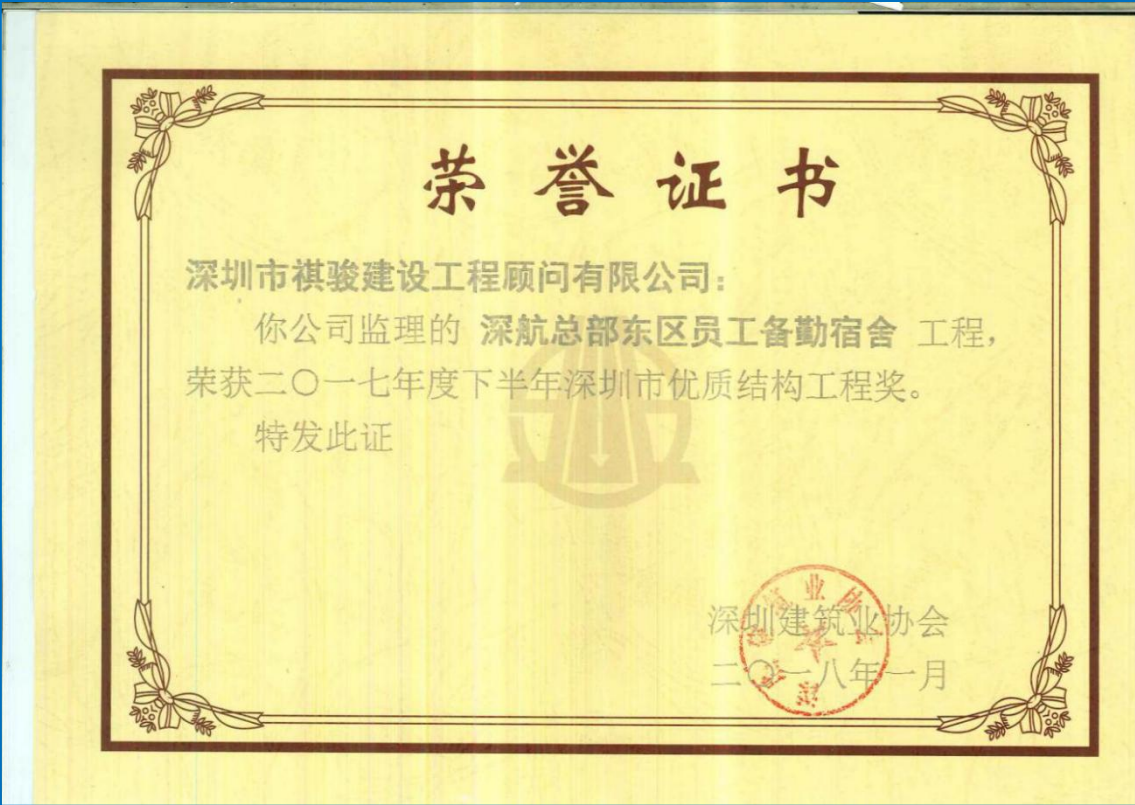 荣誉证书
深圳市祺骏建设工程顾问有限公司：
你公司监理的 深航总部东区员工备勤宿舍 工程，
荣获二〇一七年度下半年深圳市优质结构工程奖。
特发此证
深圳建筑业协会
二〇一八年一月